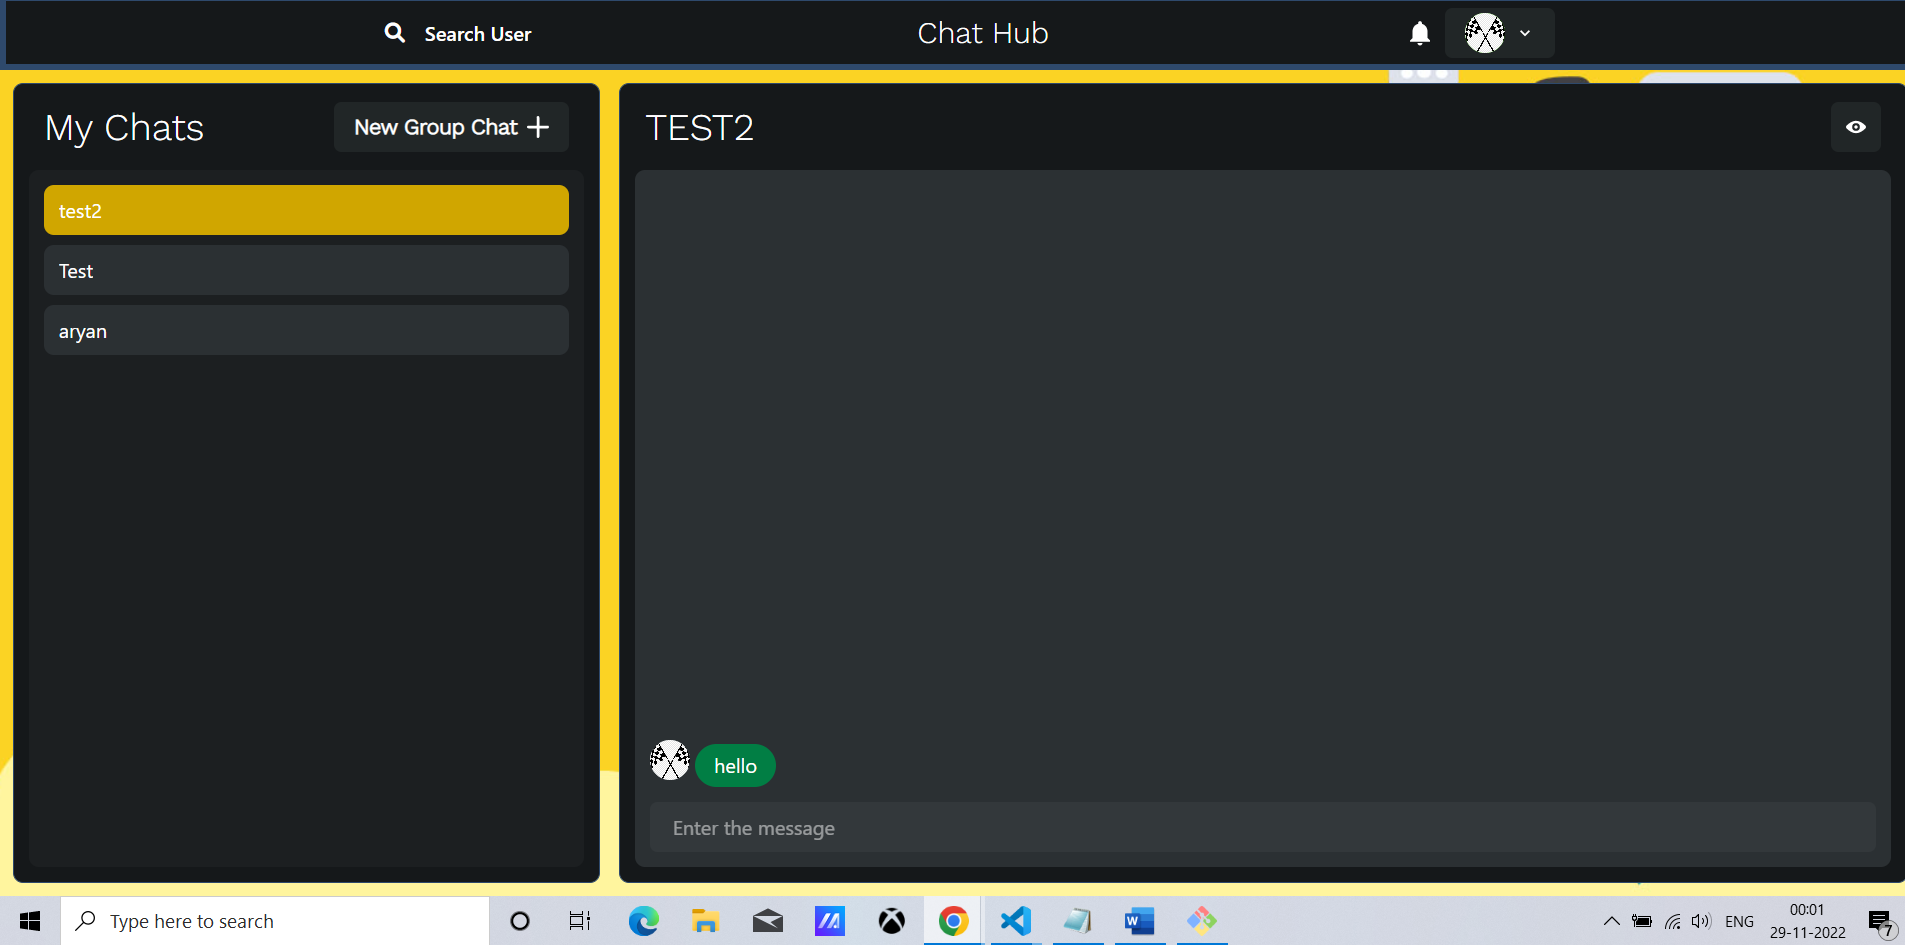 Search User
Chat Hub
My Chats
New Group Chat
TEST2
test2
Test
aryan
hello
Enter the message
Type here to search
W
ENG
00:01
29-11-2022
7